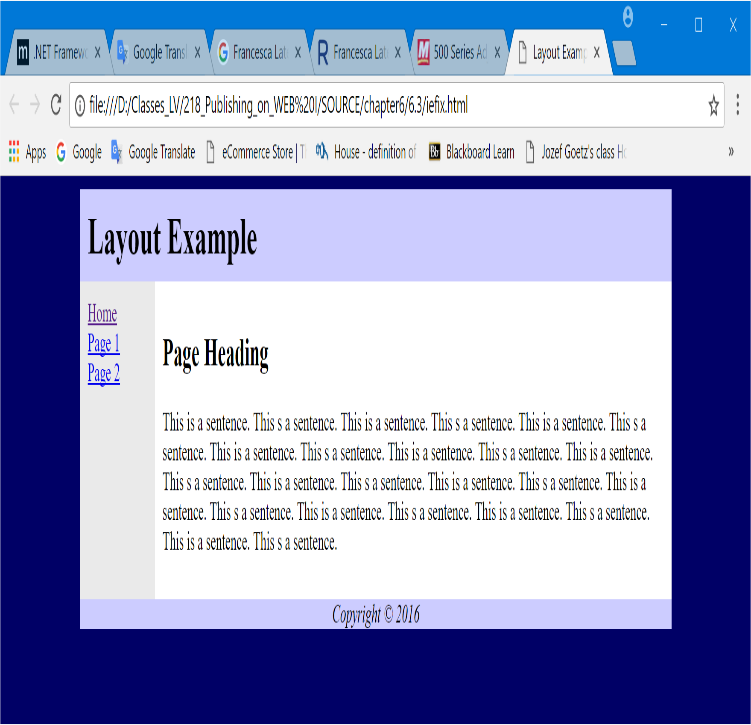 .NET Framewo × Google Transl × Francesca Lat × Francesca Lat × 500 Series Ad × Layout Examp ×
file:///D:/Classes_LV/218_Publishing_on_WEB%20I/SOURCE/chapter6/6.3/iefix.html
Apps Google Google Translate eCommerce Store | T House - definition of Blackboard Learn Jozef Goetz's class Ho »
Layout Example
Home
Page 1
Page 2
Page Heading
This is a sentence. This s a sentence. This is a sentence. This s a sentence. This is a sentence. This s a
sentence. This is a sentence. This s a sentence. This is a sentence. This s a sentence. This is a sentence.
This s a sentence. This is a sentence. This s a sentence. This is a sentence. This s a sentence. This is a
sentence. This s a sentence. This is a sentence. This s a sentence. This is a sentence. This s a sentence.
This is a sentence. This s a sentence.
Copyright © 2016